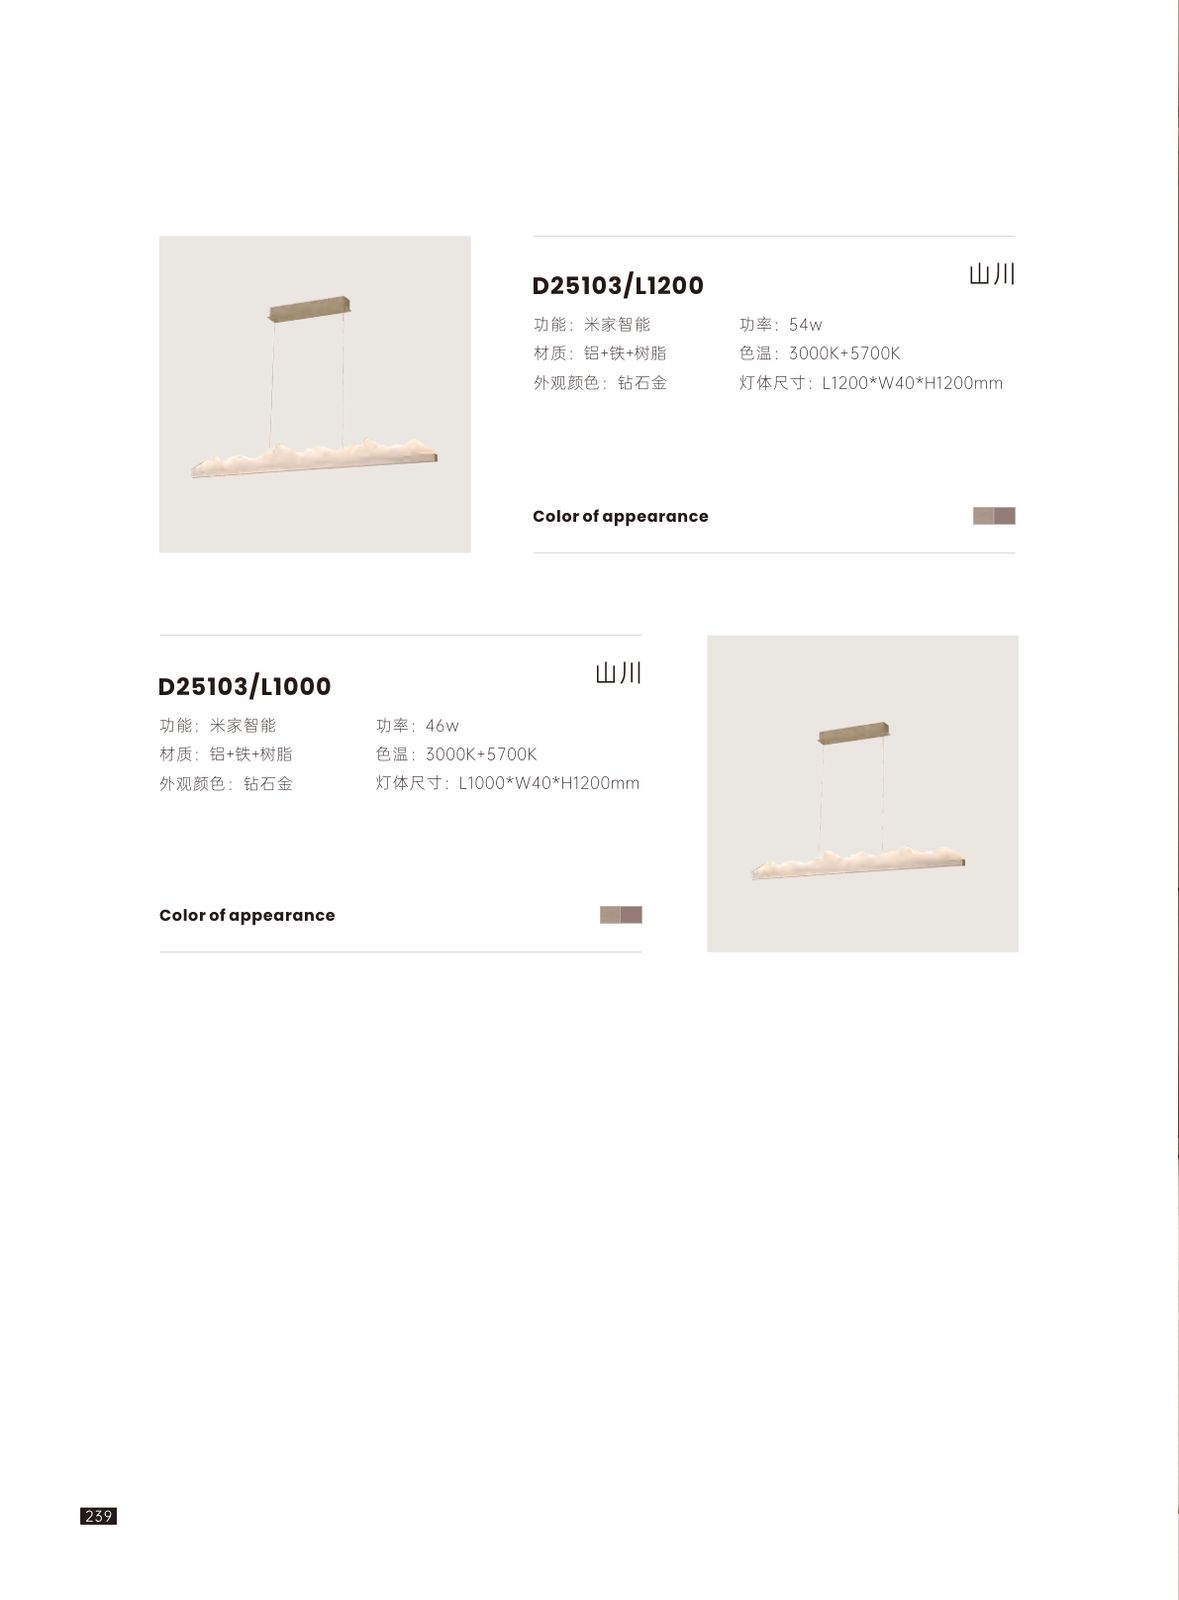 山川
D25103/L1200
功能：米家智能 功率：54w
材质：铝+铁+树脂 色温：3000K+5700K
外观颜色：钻石金 灯体尺寸：L1200*W40*H1200mm
Color of appearance
山川
D25103/L1000
功能：米家智能 功率：46w
材质：铝+铁+树脂 色温：3000K+5700K
外观颜色：钻石金 灯体尺寸：L1000*W40*H1200mm
Color of appearance
239